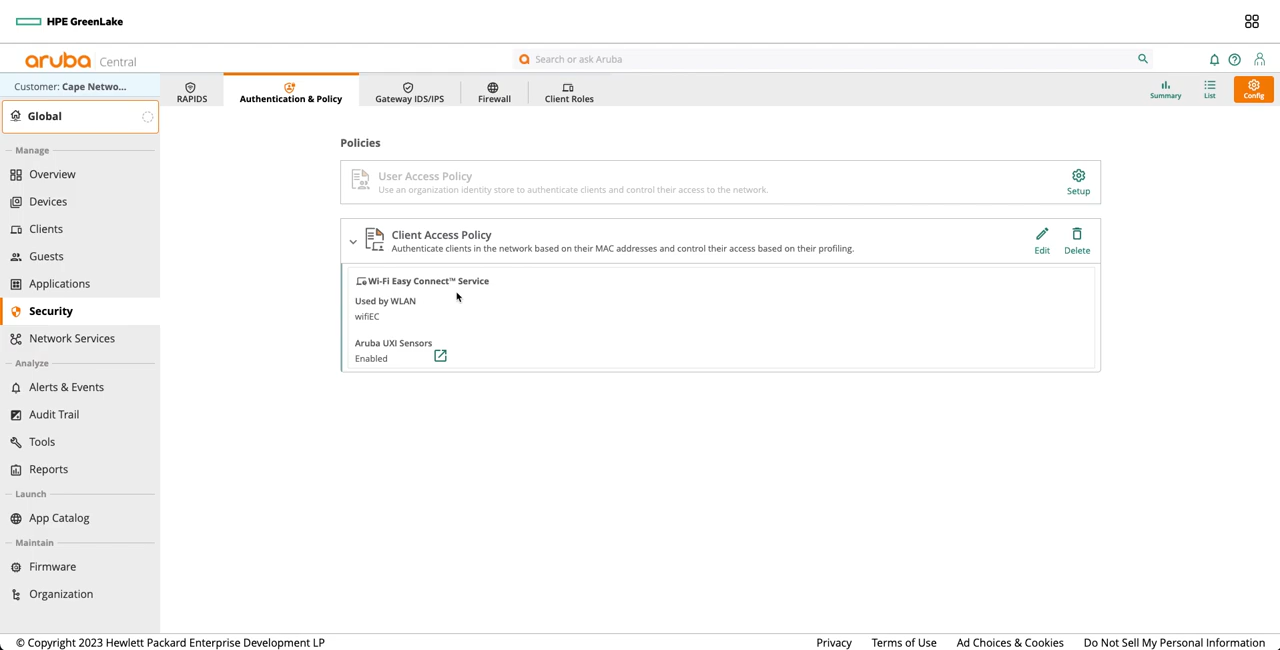 HPE GreenLake
aruba Central
Search or ask Aruba
Customer: Cape Netwo...
RAPIDS
Authentication & Policy
Gateway IDS/IPS
Firewall
Client Roles
Summary
List
Config
Global
Manage
Overview
Devices
Clients
Guests
Applications
Security
Network Services
Analyze
Alerts & Events
Audit Trail
Tools
Reports
Launch
App Catalog
Maintain
Firmware
Organization
Policies
User Access Policy
Use an organization identity store to authenticate clients and control their access to the network.
Setup
Client Access Policy
Authenticate clients in the network based on their MAC addresses and control their access based on their profiling.
Edit
Delete
Wi-Fi Easy Connect™ Service
Used by WLAN
wifiEC
Aruba UXI Sensors
Enabled
© Copyright 2023 Hewlett Packard Enterprise Development LP
Privacy
Terms of Use
Ad Choices & Cookies
Do Not Sell My Personal Information